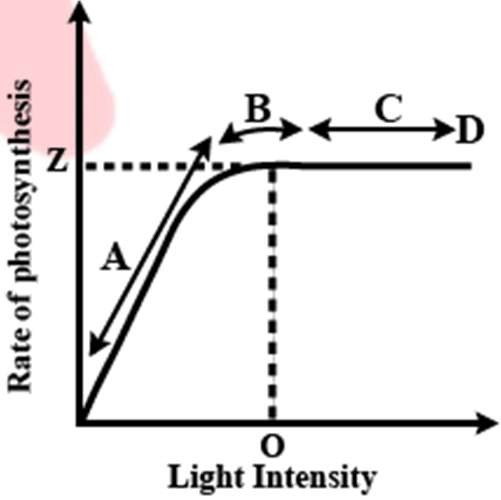 B
C
D
Z
A
Rate of photosynthesis
O
Light Intensity